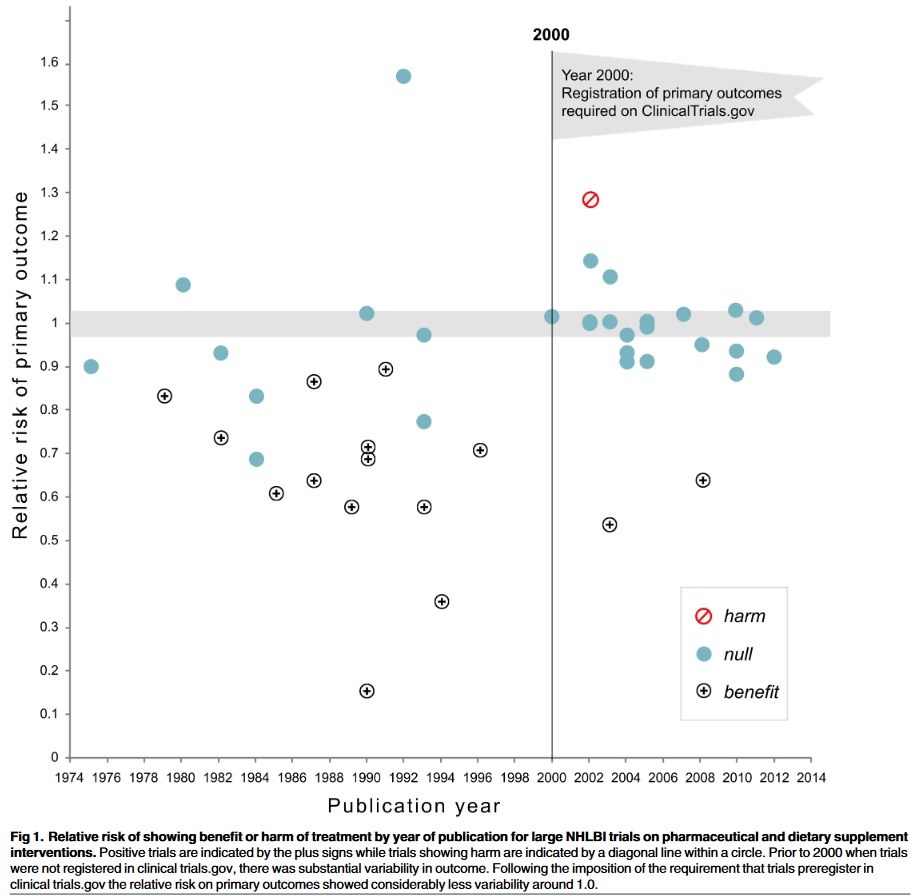 2000
Year 2000:
Registration of primary outcomes
required on ClinicalTrials.gov
Relative risk of primary outcome
1.6
1.5
1.4
1.3
1.2
1.1
1
0.9
0.8
0.7
0.6
0.5
0.4
0.3
0.2
0.1
0
harm
null
benefit
1974 1976 1978 1980 1982 1984 1986 1988 1990 1992 1994 1996 1998 2000 2002 2004 2006 2008 2010 2012 2014
Publication year
Fig 1. Relative risk of showing benefit or harm of treatment by year of publication for large NHLBI trials on pharmaceutical and dietary supplement
interventions. Positive trials are indicated by the plus signs while trials showing harm are indicated by a diagonal line within a circle. Prior to 2000 when trials
were not registered in clinical trials.gov, there was substantial variability in outcome. Following the imposition of the requirement that trials preregister in
clinical trials.gov the relative risk on primary outcomes showed considerably less variability around 1.0.